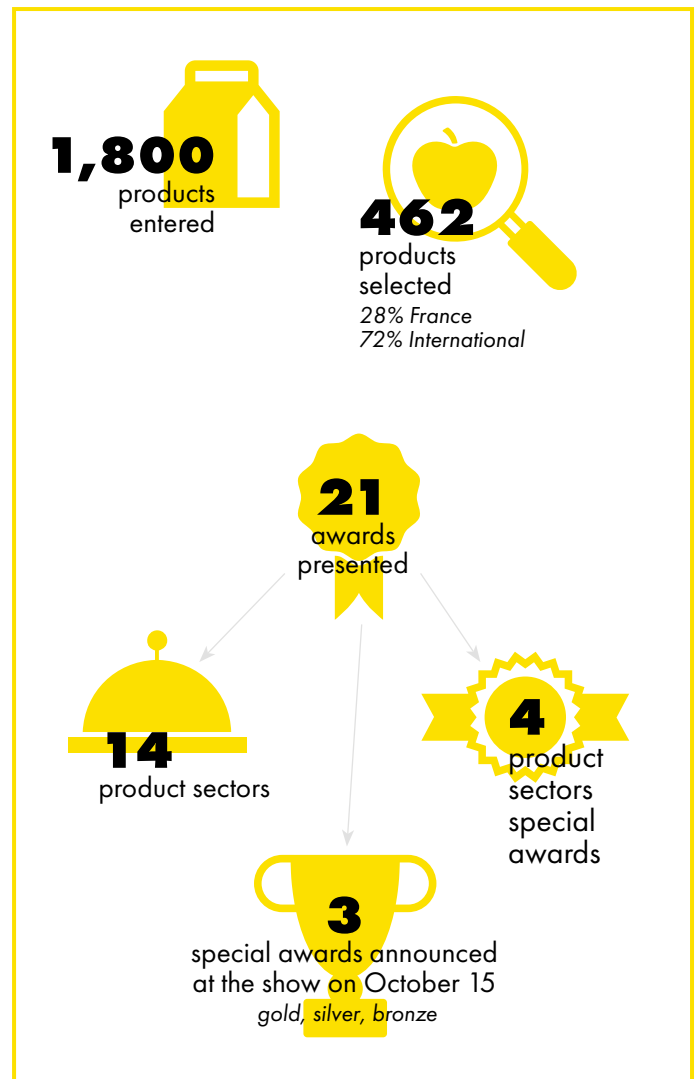 1,800
products
entered
462
products
selected
28% France
72% International
21
awards
presented
14
product sectors
4
product
sectors
special
awards
3
special awards announced
at the show on October 15
gold, silver, bronze